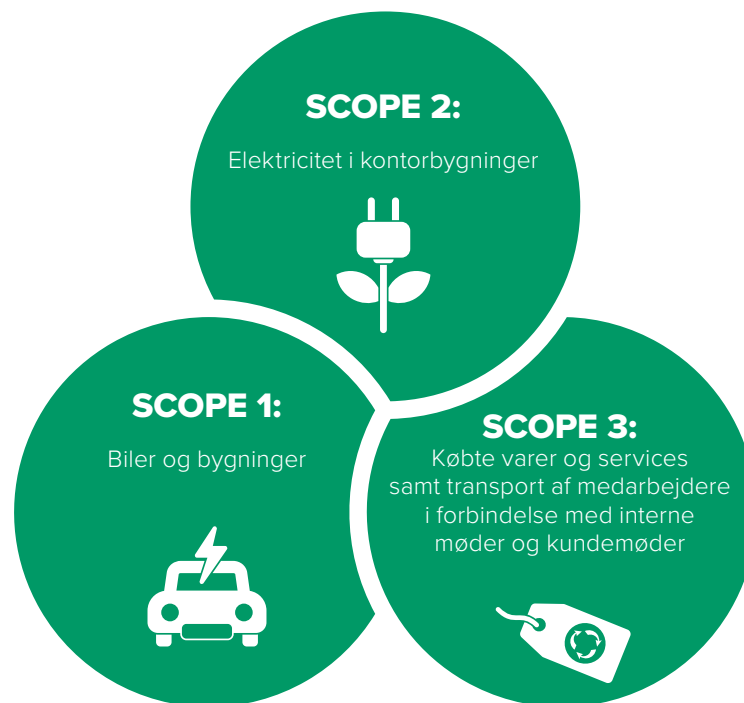 SCOPE 2:
Elektricitet i kontorbygninger
SCOPE 1:
Biler og bygninger
SCOPE 3:
Købte varer og services
samt transport af medarbejdere
i forbindelse med interne
møder og kundemøder